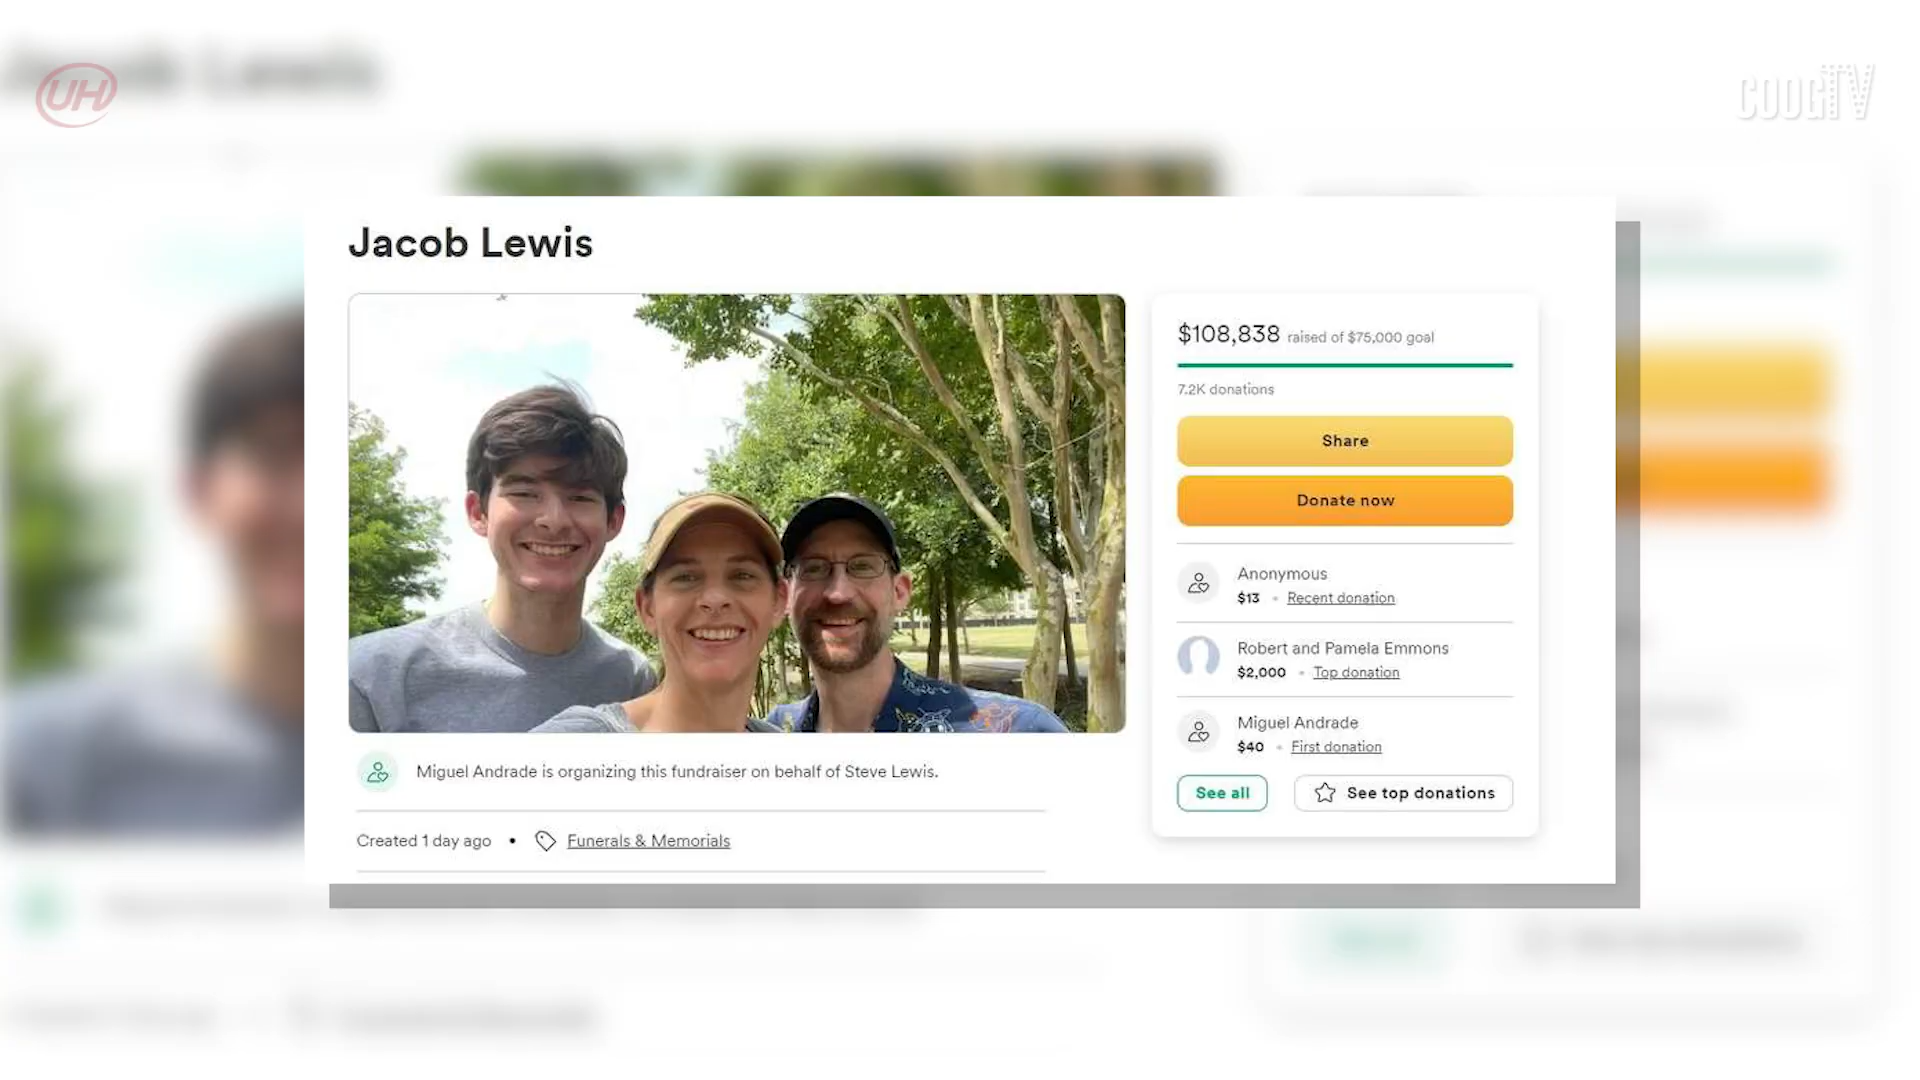 UH
COOGTV
Jacob Lewis
$108,838 raised of $75,000 goal
7.2K donations
Share
Donate now
Anonymous
$13 • Recent donation
Robert and Pamela Emmons
$2,000 • Top donation
Miguel Andrade
$40 • First donation
See all
See top donations
Miguel Andrade is organizing this fundraiser on behalf of Steve Lewis.
Created 1 day ago • Funerals & Memorials